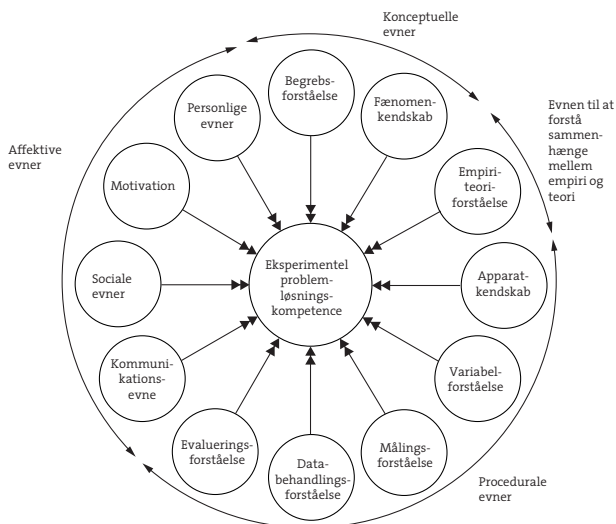 Konceptuelle
evner
Evnen til at
forstå
sammen-
hænge
mellem
empiri og
teori
Affektive
evner
Procedurale
evner
Begrebs-
forståelse
Fænomen-
kendskab
Empiri-
teori-
forståelse
Apparat-
kendskab
Variabel-
forståelse
Målings-
forståelse
Data-
behandlings-
forståelse
Evaluerings-
forståelse
Kommuni-
kations-
evne
Sociale
evner
Motivation
Personlige
evner
Eksperimentel
problem-
løsnings-
kompetence